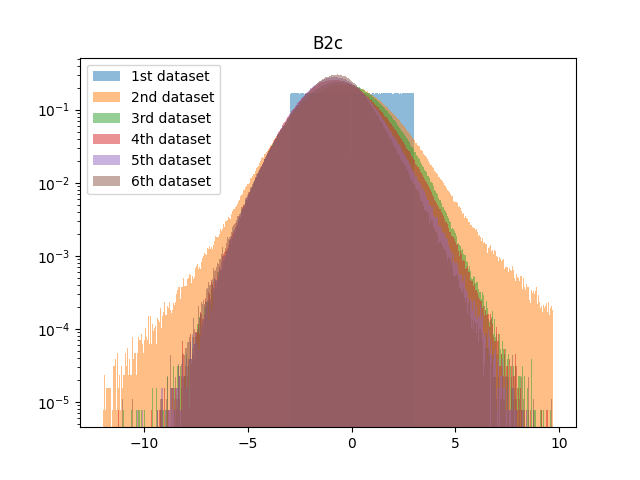 B2c
1st dataset
2nd dataset
3rd dataset
4th dataset
5th dataset
6th dataset
10⁻¹
10⁻²
10⁻³
10⁻⁴
10⁻⁵
−10
−5
0
5
10